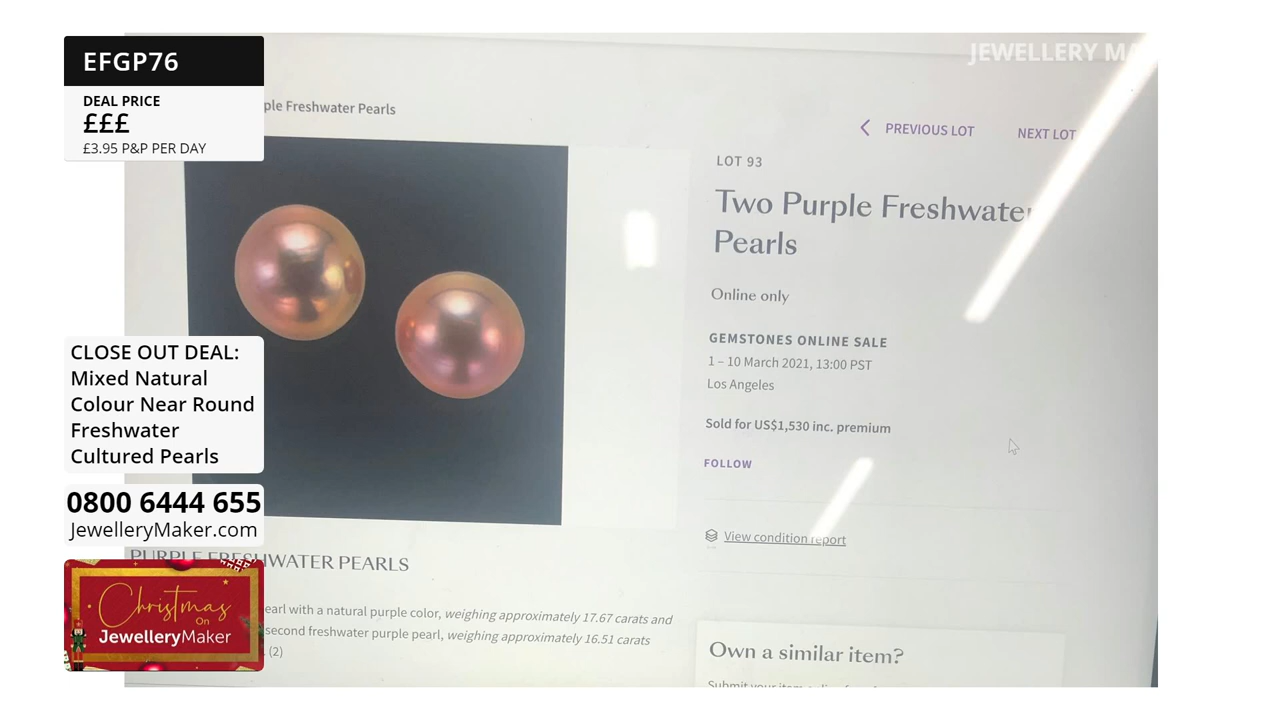 EFGP76
DEAL PRICE
£££
£3.95 P&P PER DAY
CLOSE OUT DEAL:
Mixed Natural
Colour Near Round
Freshwater
Cultured Pearls
0800 6444 655
JewelleryMaker.com
Christmas
On
JewelleryMaker
JEWELLERY
ple Freshwater Pearls
PREVIOUS LOT
NEXT LOT
LOT 93
Two Purple Freshwater
Pearls
Online only
GEMSTONES ONLINE SALE
1 – 10 March 2021, 13:00 PST
Los Angeles
Sold for US$1,530 inc. premium
FOLLOW
View condition report
PURPLE FRESHWATER PEARLS
earl with a natural purple color, weighing approximately 17.67 carats and
second freshwater purple pearl, weighing approximately 16.51 carats
(2)
Own a similar item?